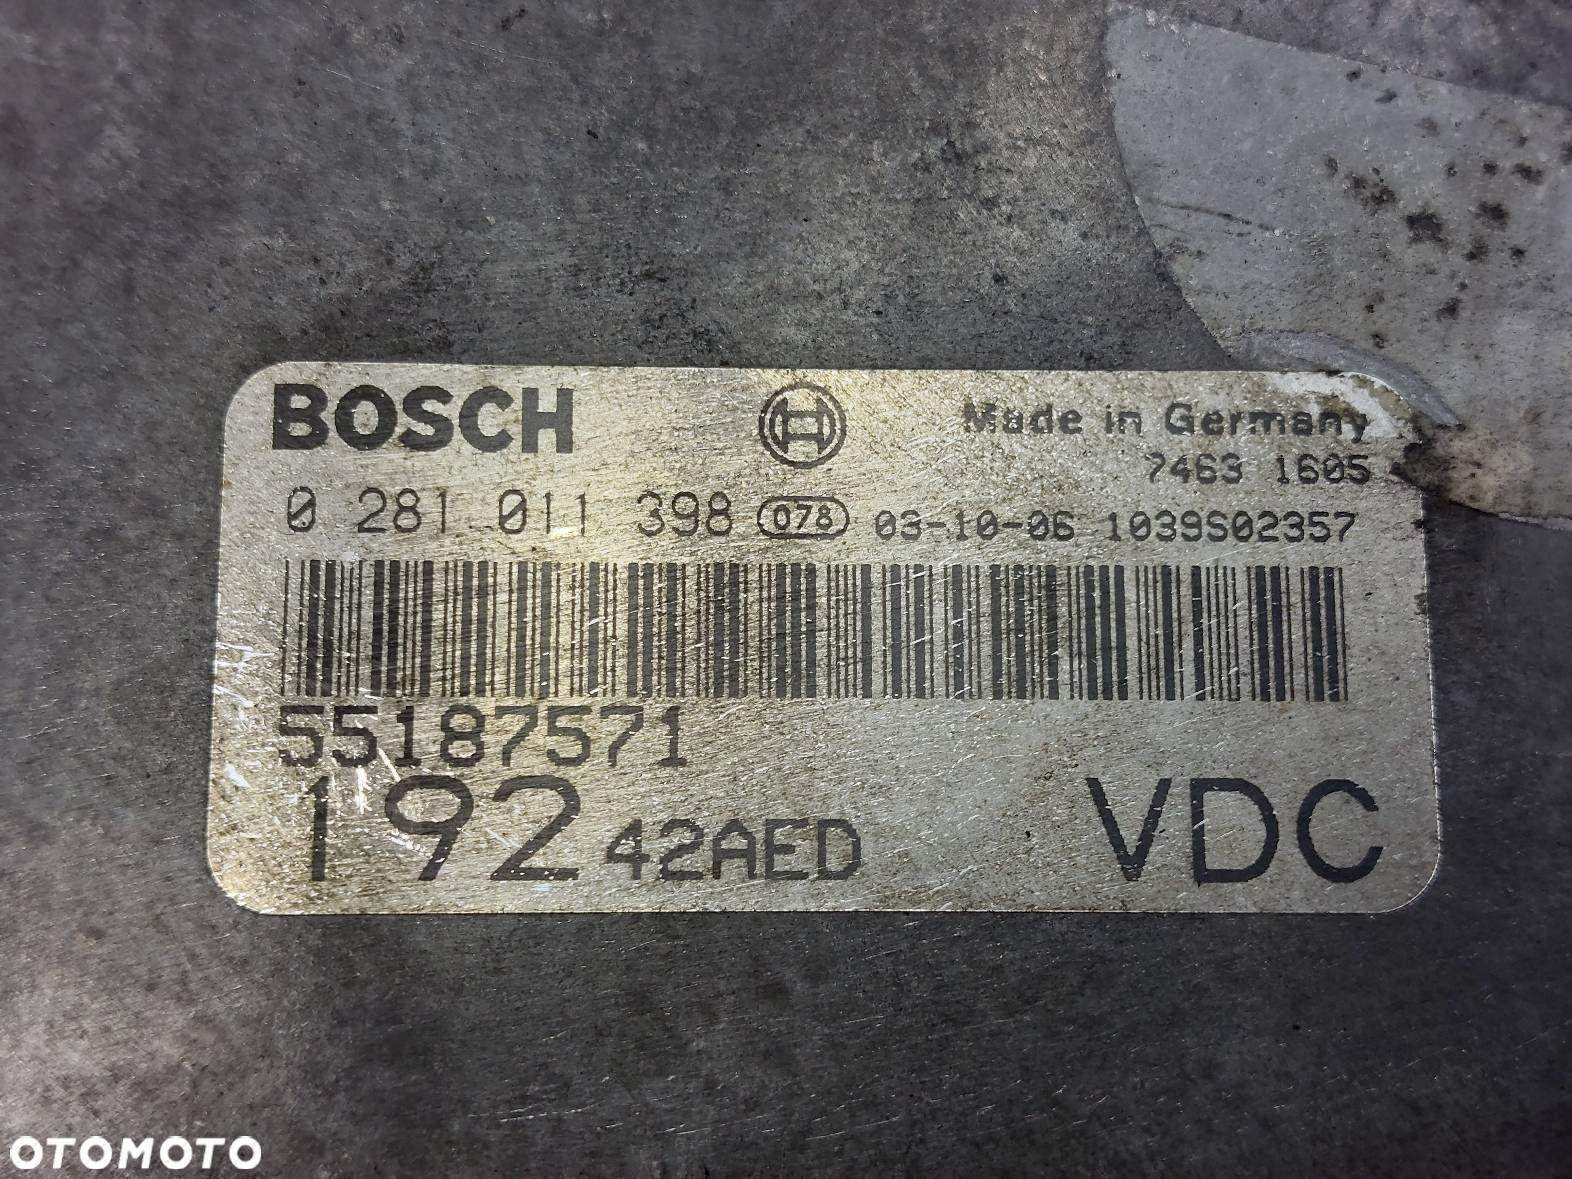 BOSCH Made in Germany
7463 1605
0 281 011 398 078 03-10-06 1039S02357
55187571
192 42AED VDC
OTOMOTO